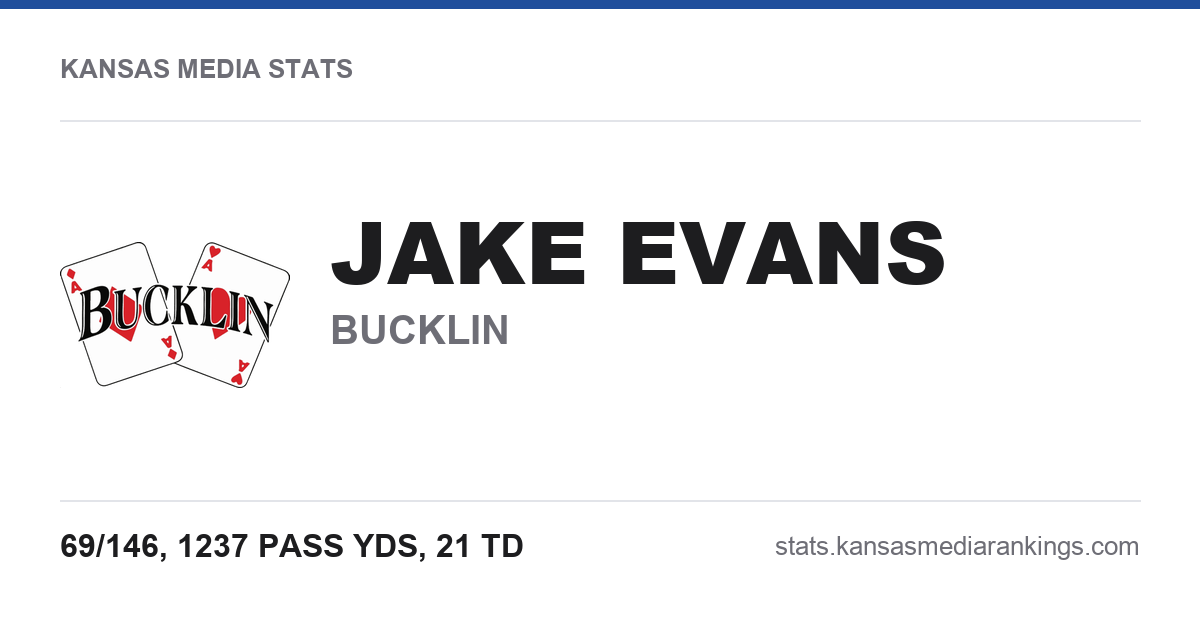 KANSAS MEDIA STATS
A
A
BUCKLIN
A
A
JAKE EVANS
BUCKLIN
69/146, 1237 PASS YDS, 21 TD
stats.kansasmediarankings.com